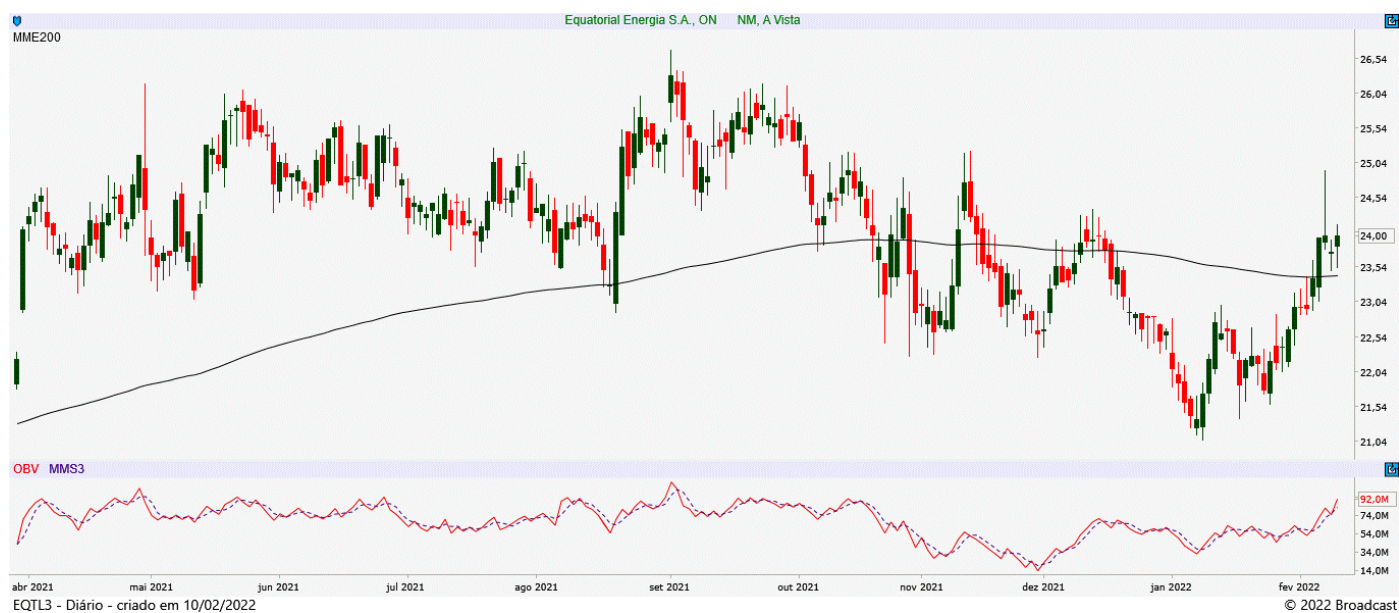 Equatorial Energia S.A., ON NM, A Vista
MME200
26,54
26,04
25,54
25,04
24,54
24,00
23,54
23,04
22,54
22,04
21,54
21,04
OBV MMS3
92,0M
74,0M
54,0M
34,0M
14,0M
abr 2021 mai 2021 jun 2021 jul 2021 ago 2021 set 2021 out 2021 nov 2021 dez 2021 jan 2022 fev 2022
EQTL3 - Diário - criado em 10/02/2022 © 2022 Broadcast